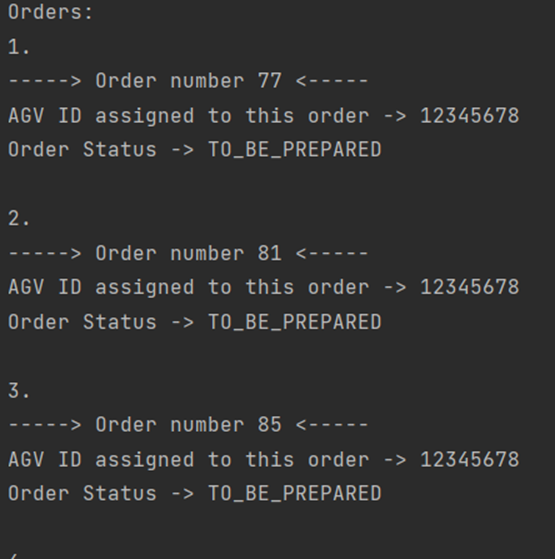 Orders:
1.
-----> Order number 77 <-----
AGV ID assigned to this order -> 12345678
Order Status -> TO_BE_PREPARED
2.
-----> Order number 81 <-----
AGV ID assigned to this order -> 12345678
Order Status -> TO_BE_PREPARED
3.
-----> Order number 85 <-----
AGV ID assigned to this order -> 12345678
Order Status -> TO_BE_PREPARED